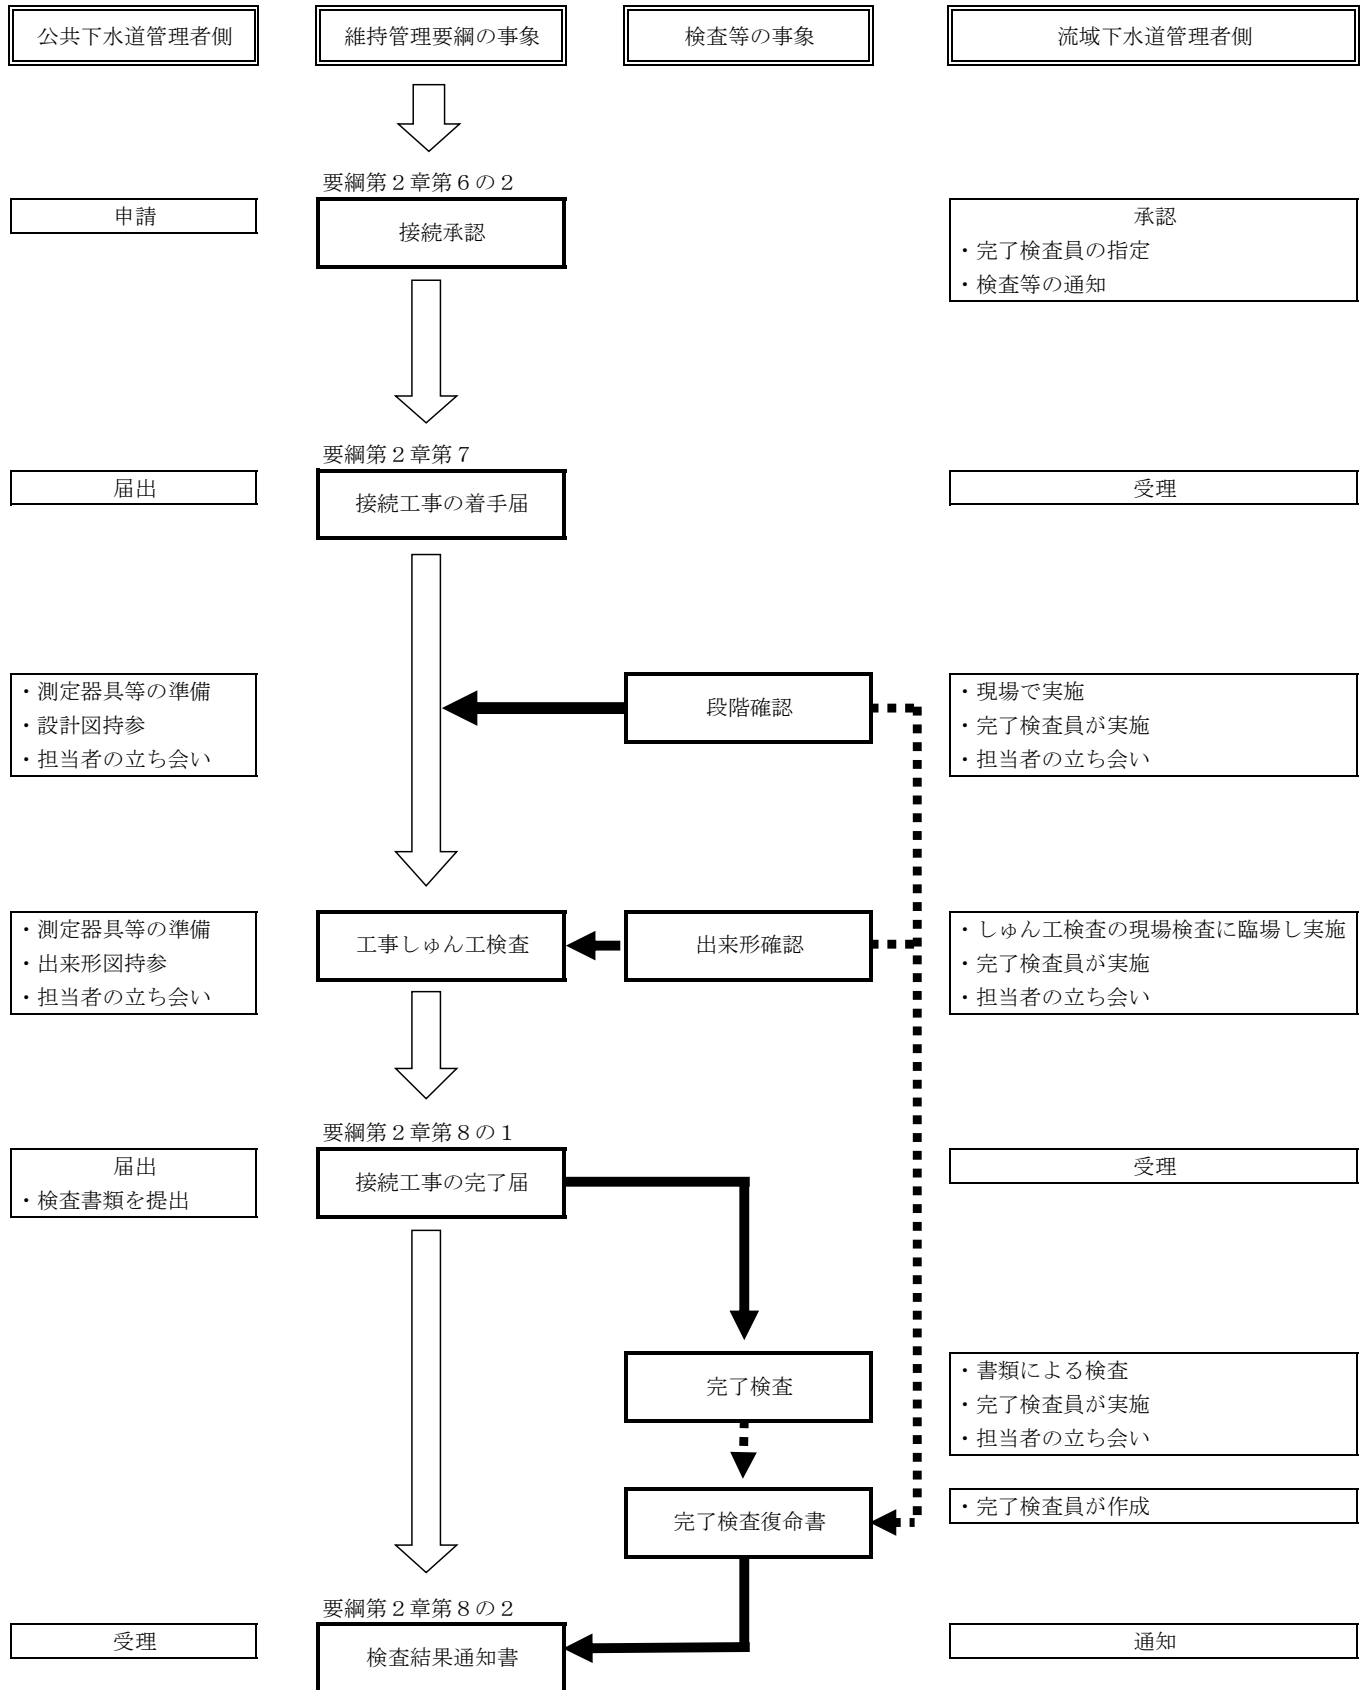 公共下水道管理者側
維持管理要綱の事象
検査等の事象
流域下水道管理者側
要綱第２章第６の２
申請
接続承認
承認
・完了検査員の指定
・検査等の通知
要綱第２章第７
届出
接続工事の着手届
受理
・測定器具等の準備
・設計図持参
・担当者の立ち会い
段階確認
・現場で実施
・完了検査員が実施
・担当者の立ち会い
・測定器具等の準備
・出来形図持参
・担当者の立ち会い
工事しゅん工検査
出来形確認
・しゅん工検査の現場検査に臨場し実施
・完了検査員が実施
・担当者の立ち会い
要綱第２章第８の１
届出
・検査書類を提出
接続工事の完了届
受理
完了検査
・書類による検査
・完了検査員が実施
・担当者の立ち会い
完了検査復命書
・完了検査員が作成
要綱第２章第８の２
受理
検査結果通知書
通知